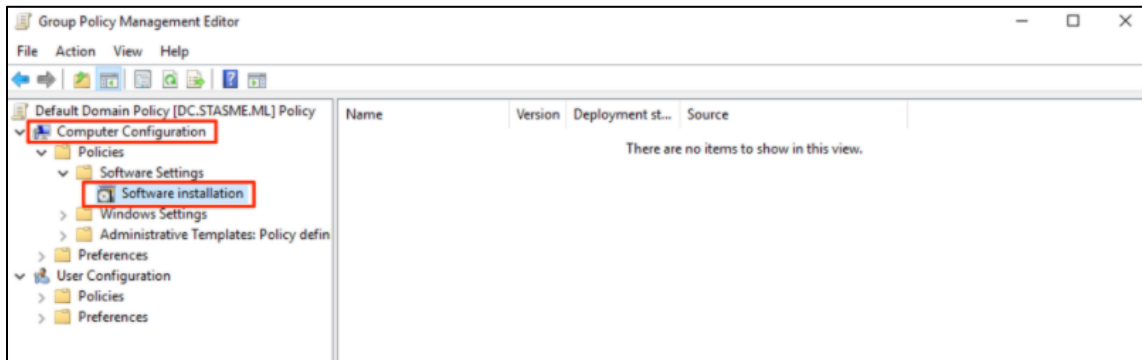 Group Policy Management Editor
File Action View Help
Default Domain Policy [DC.STASME.ML] Policy
Computer Configuration
Policies
Software Settings
Software installation
Windows Settings
Administrative Templates: Policy defin
Preferences
User Configuration
Policies
Preferences
Name Version Deployment st... Source
There are no items to show in this view.